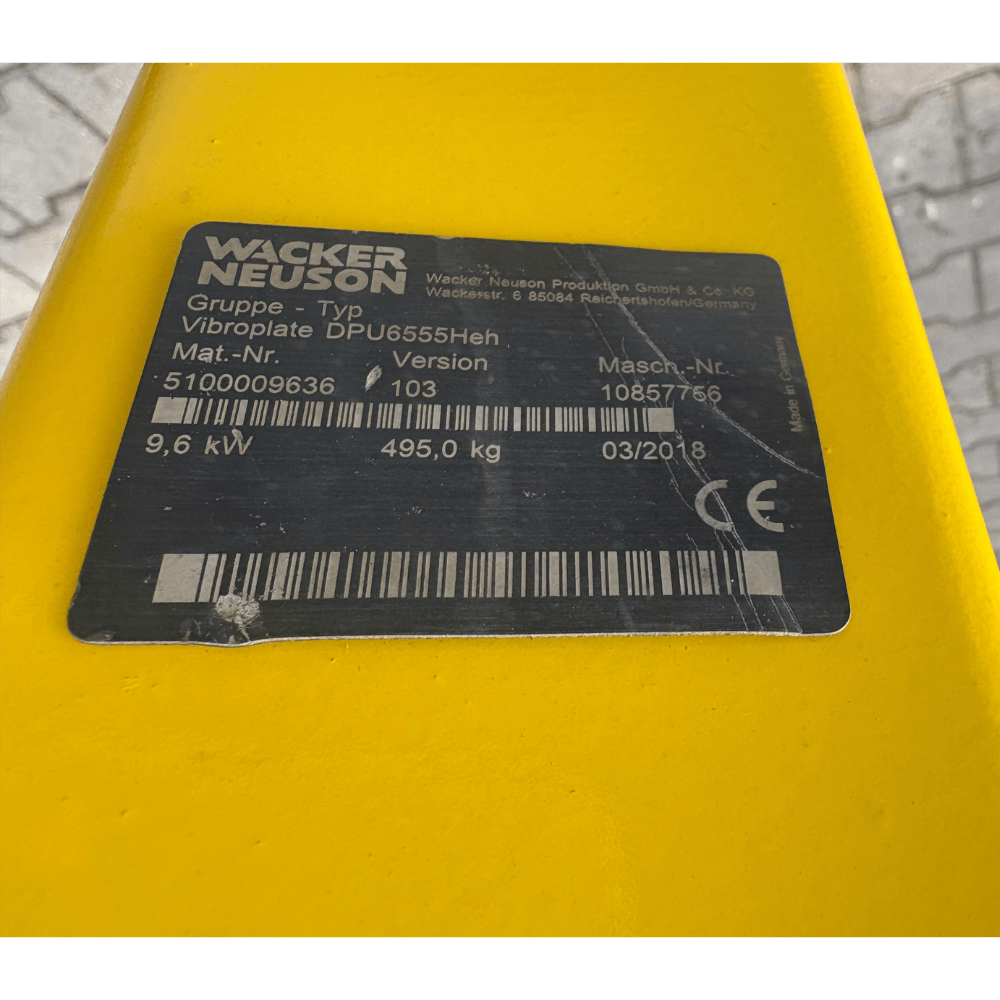 WACKER
NEUSON
Wacker Neuson Produktion GmbH & Co. KG
Wackerstr. 6 85084 Reichertshofen/Germany
Gruppe - Typ
Vibroplate DPU6555Heh
Mat.-Nr. Version Masch.-Nr.
5100009636 103 10857756
9,6 kW 495,0 kg 03/2018
Made in Germany
CE